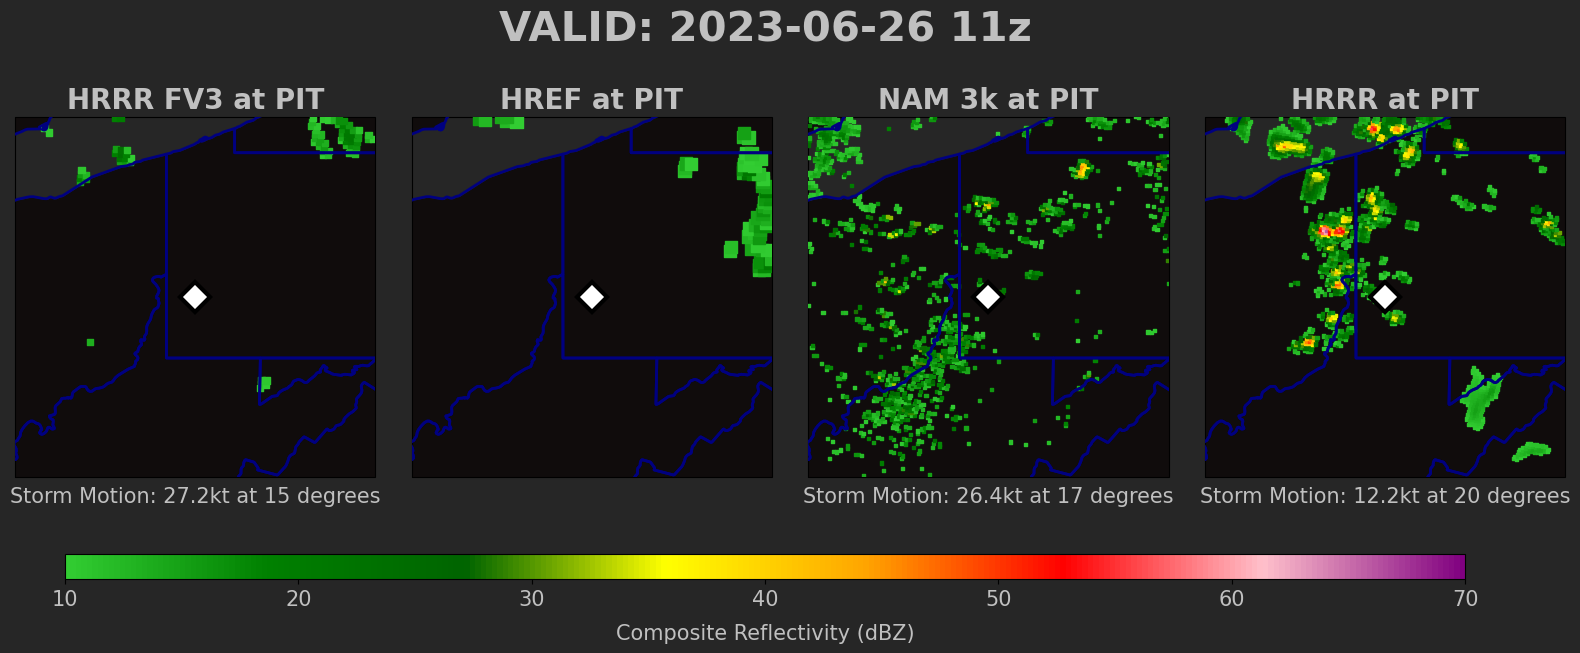 VALID: 2023-06-26 11z
HRRR FV3 at PIT
HREF at PIT
NAM 3k at PIT
HRRR at PIT
Storm Motion: 27.2kt at 15 degrees
Storm Motion: 26.4kt at 17 degrees
Storm Motion: 12.2kt at 20 degrees
10 20 30 40 50 60 70
Composite Reflectivity (dBZ)